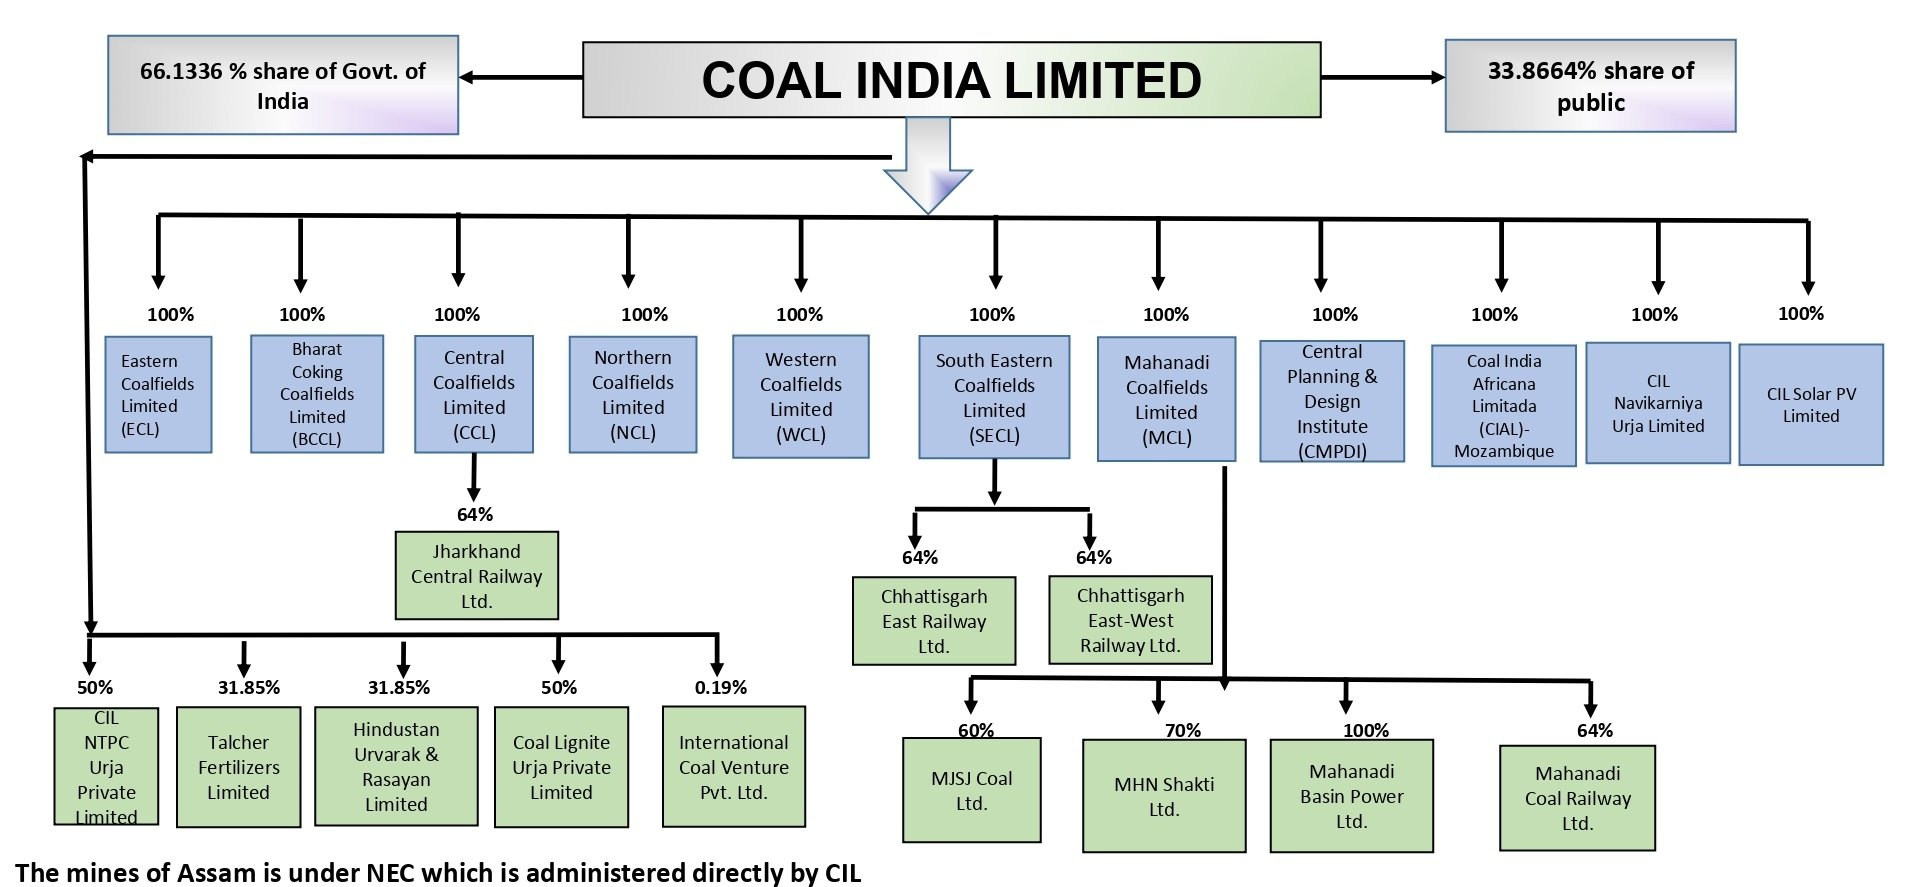 COAL INDIA LIMITED
66.1336 % share of Govt. of
India
33.8664% share of
public
100%
100%
100%
100%
100%
100%
100%
100%
100%
100%
100%
Eastern
Coalfields
Limited
(ECL)
Bharat
Coking
Coalfields
Limited
(BCCL)
Central
Coalfields
Limited
(CCL)
Northern
Coalfields
Limited
(NCL)
Western
Coalfields
Limited
(WCL)
South Eastern
Coalfields
Limited
(SECL)
Mahanadi
Coalfields
Limited
(MCL)
Central
Planning &
Design
Institute
(CMPDI)
Coal India
Africana
Limitada
(CIAL)-
Mozambique
CIL
Navikarniya
Urja Limited
CIL Solar PV
Limited
64%
Jharkhand
Central Railway
Ltd.
64%
Chhattisgarh
East Railway
Ltd.
64%
Chhattisgarh
East-West
Railway Ltd.
50%
CIL
NTPC
Urja
Private
Limited
31.85%
Talcher
Fertilizers
Limited
31.85%
Hindustan
Urvarak &
Rasayan
Limited
50%
Coal Lignite
Urja Private
Limited
0.19%
International
Coal Venture
Pvt. Ltd.
60%
MJSJ Coal
Ltd.
70%
MHN Shakti
Ltd.
100%
Mahanadi
Basin Power
Ltd.
64%
Mahanadi
Coal Railway
Ltd.
The mines of Assam is under NEC which is administered directly by CIL